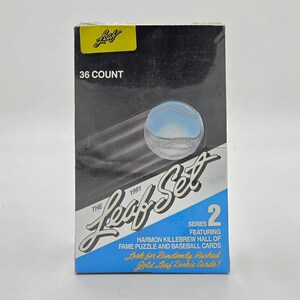 Leaf
36 COUNT
THE 1991
Leaf Set
SERIES 2
FEATURING
HARMON KILLEBREW HALL OF
FAME PUZZLE AND BASEBALL CARDS
Look for Randomly Packed
Gold Leaf Rookie Cards!